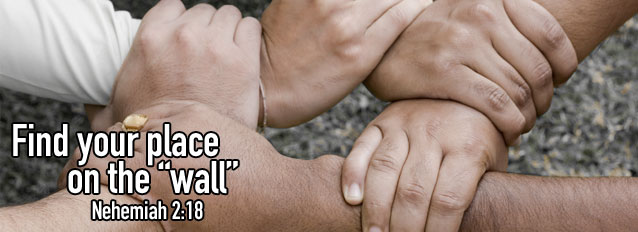 Find your place
on the “wall”
Nehemiah 2:18